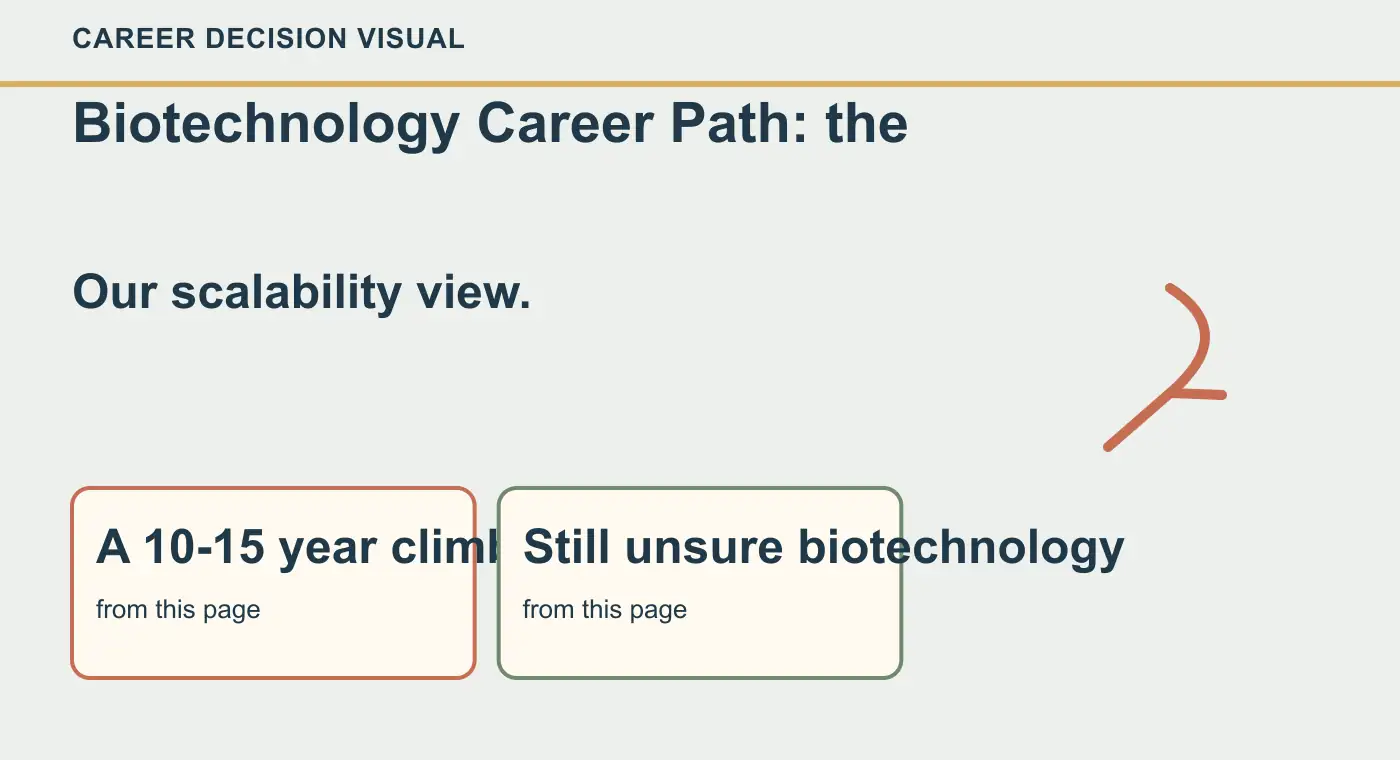 CAREER DECISION VISUAL
Biotechnology Career Path: the
Our scalability view.
A 10-15 year climb
from this page
Still unsure biotechnology
from this page